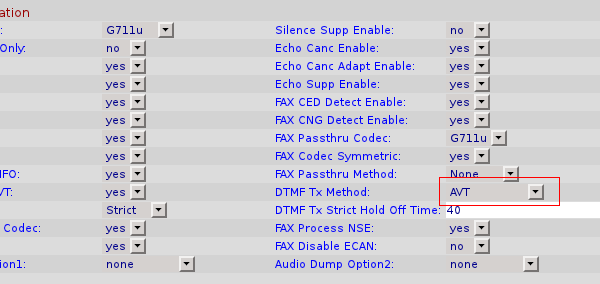 ation
: G711u Silence Supp Enable: no
Only: no Echo Canc Enable: yes
yes Echo Canc Adapt Enable: yes
yes Echo Supp Enable: yes
yes FAX CED Detect Enable: yes
yes FAX CNG Detect Enable: yes
yes FAX Passthru Codec: G711u
yes FAX Codec Symmetric: yes
IFO: yes FAX Passthru Method: None
VT: yes DTMF Tx Method: AVT
Strict DTMF Tx Strict Hold Off Time: 40
Codec: yes FAX Process NSE: yes
yes FAX Disable ECAN: no
ion1: none Audio Dump Option2: none